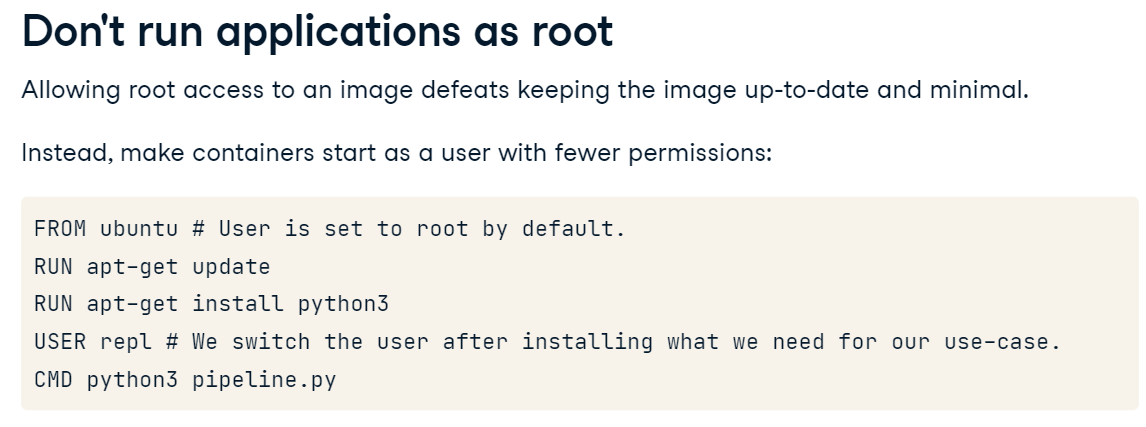 Don't run applications as root
Allowing root access to an image defeats keeping the image up-to-date and minimal.
Instead, make containers start as a user with fewer permissions:
FROM ubuntu # User is set to root by default.
RUN apt-get update
RUN apt-get install python3
USER repl # We switch the user after installing what we need for our use-case.
CMD python3 pipeline.py